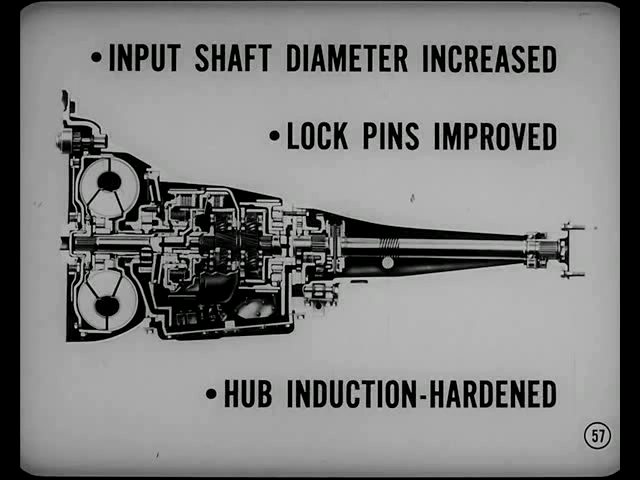 • INPUT SHAFT DIAMETER INCREASED
• LOCK PINS IMPROVED
• HUB INDUCTION-HARDENED
57